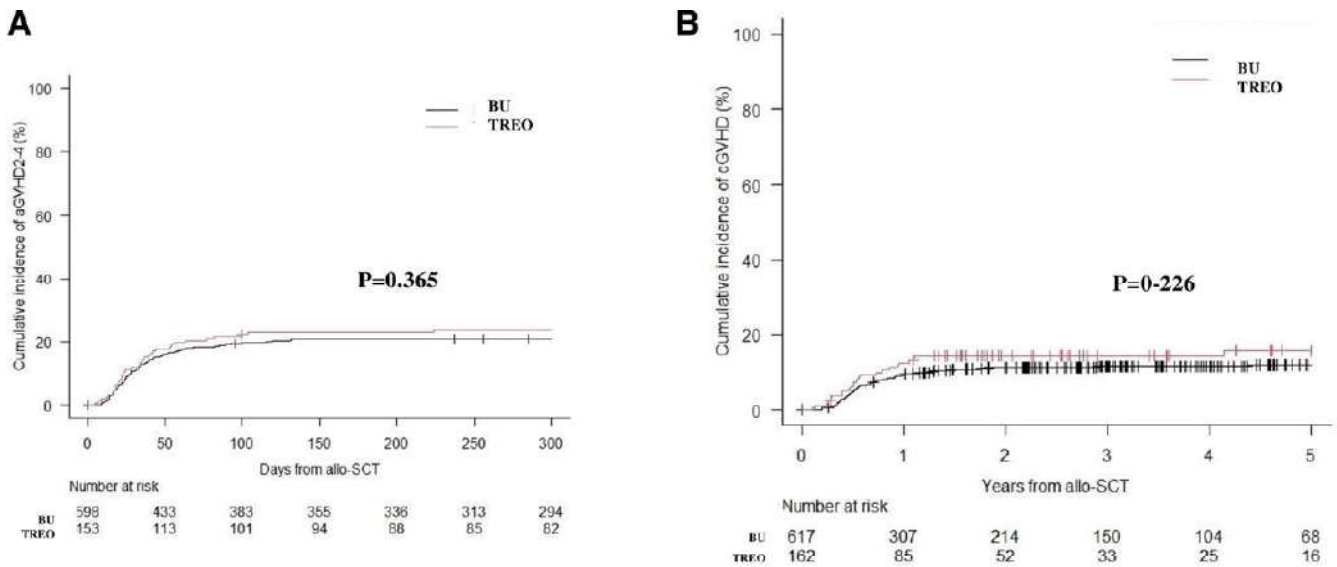 A
Cumulative incidence of aGVHD2-4 (%)
100
80
60
40
20
0
BU
TREO
P=0.365
0 50 100 150 200 250 300
Days from allo-SCT
Number at risk
BU 598 433 383 355 336 313 294
TREO 153 113 101 94 88 85 82
B
Cumulative incidence of cGVHD (%)
100
80
60
40
20
0
BU
TREO
P=0-226
0 1 2 3 4 5
Years from allo-SCT
Number at risk
BU 617 307 214 150 104 68
TREO 162 85 52 33 25 16